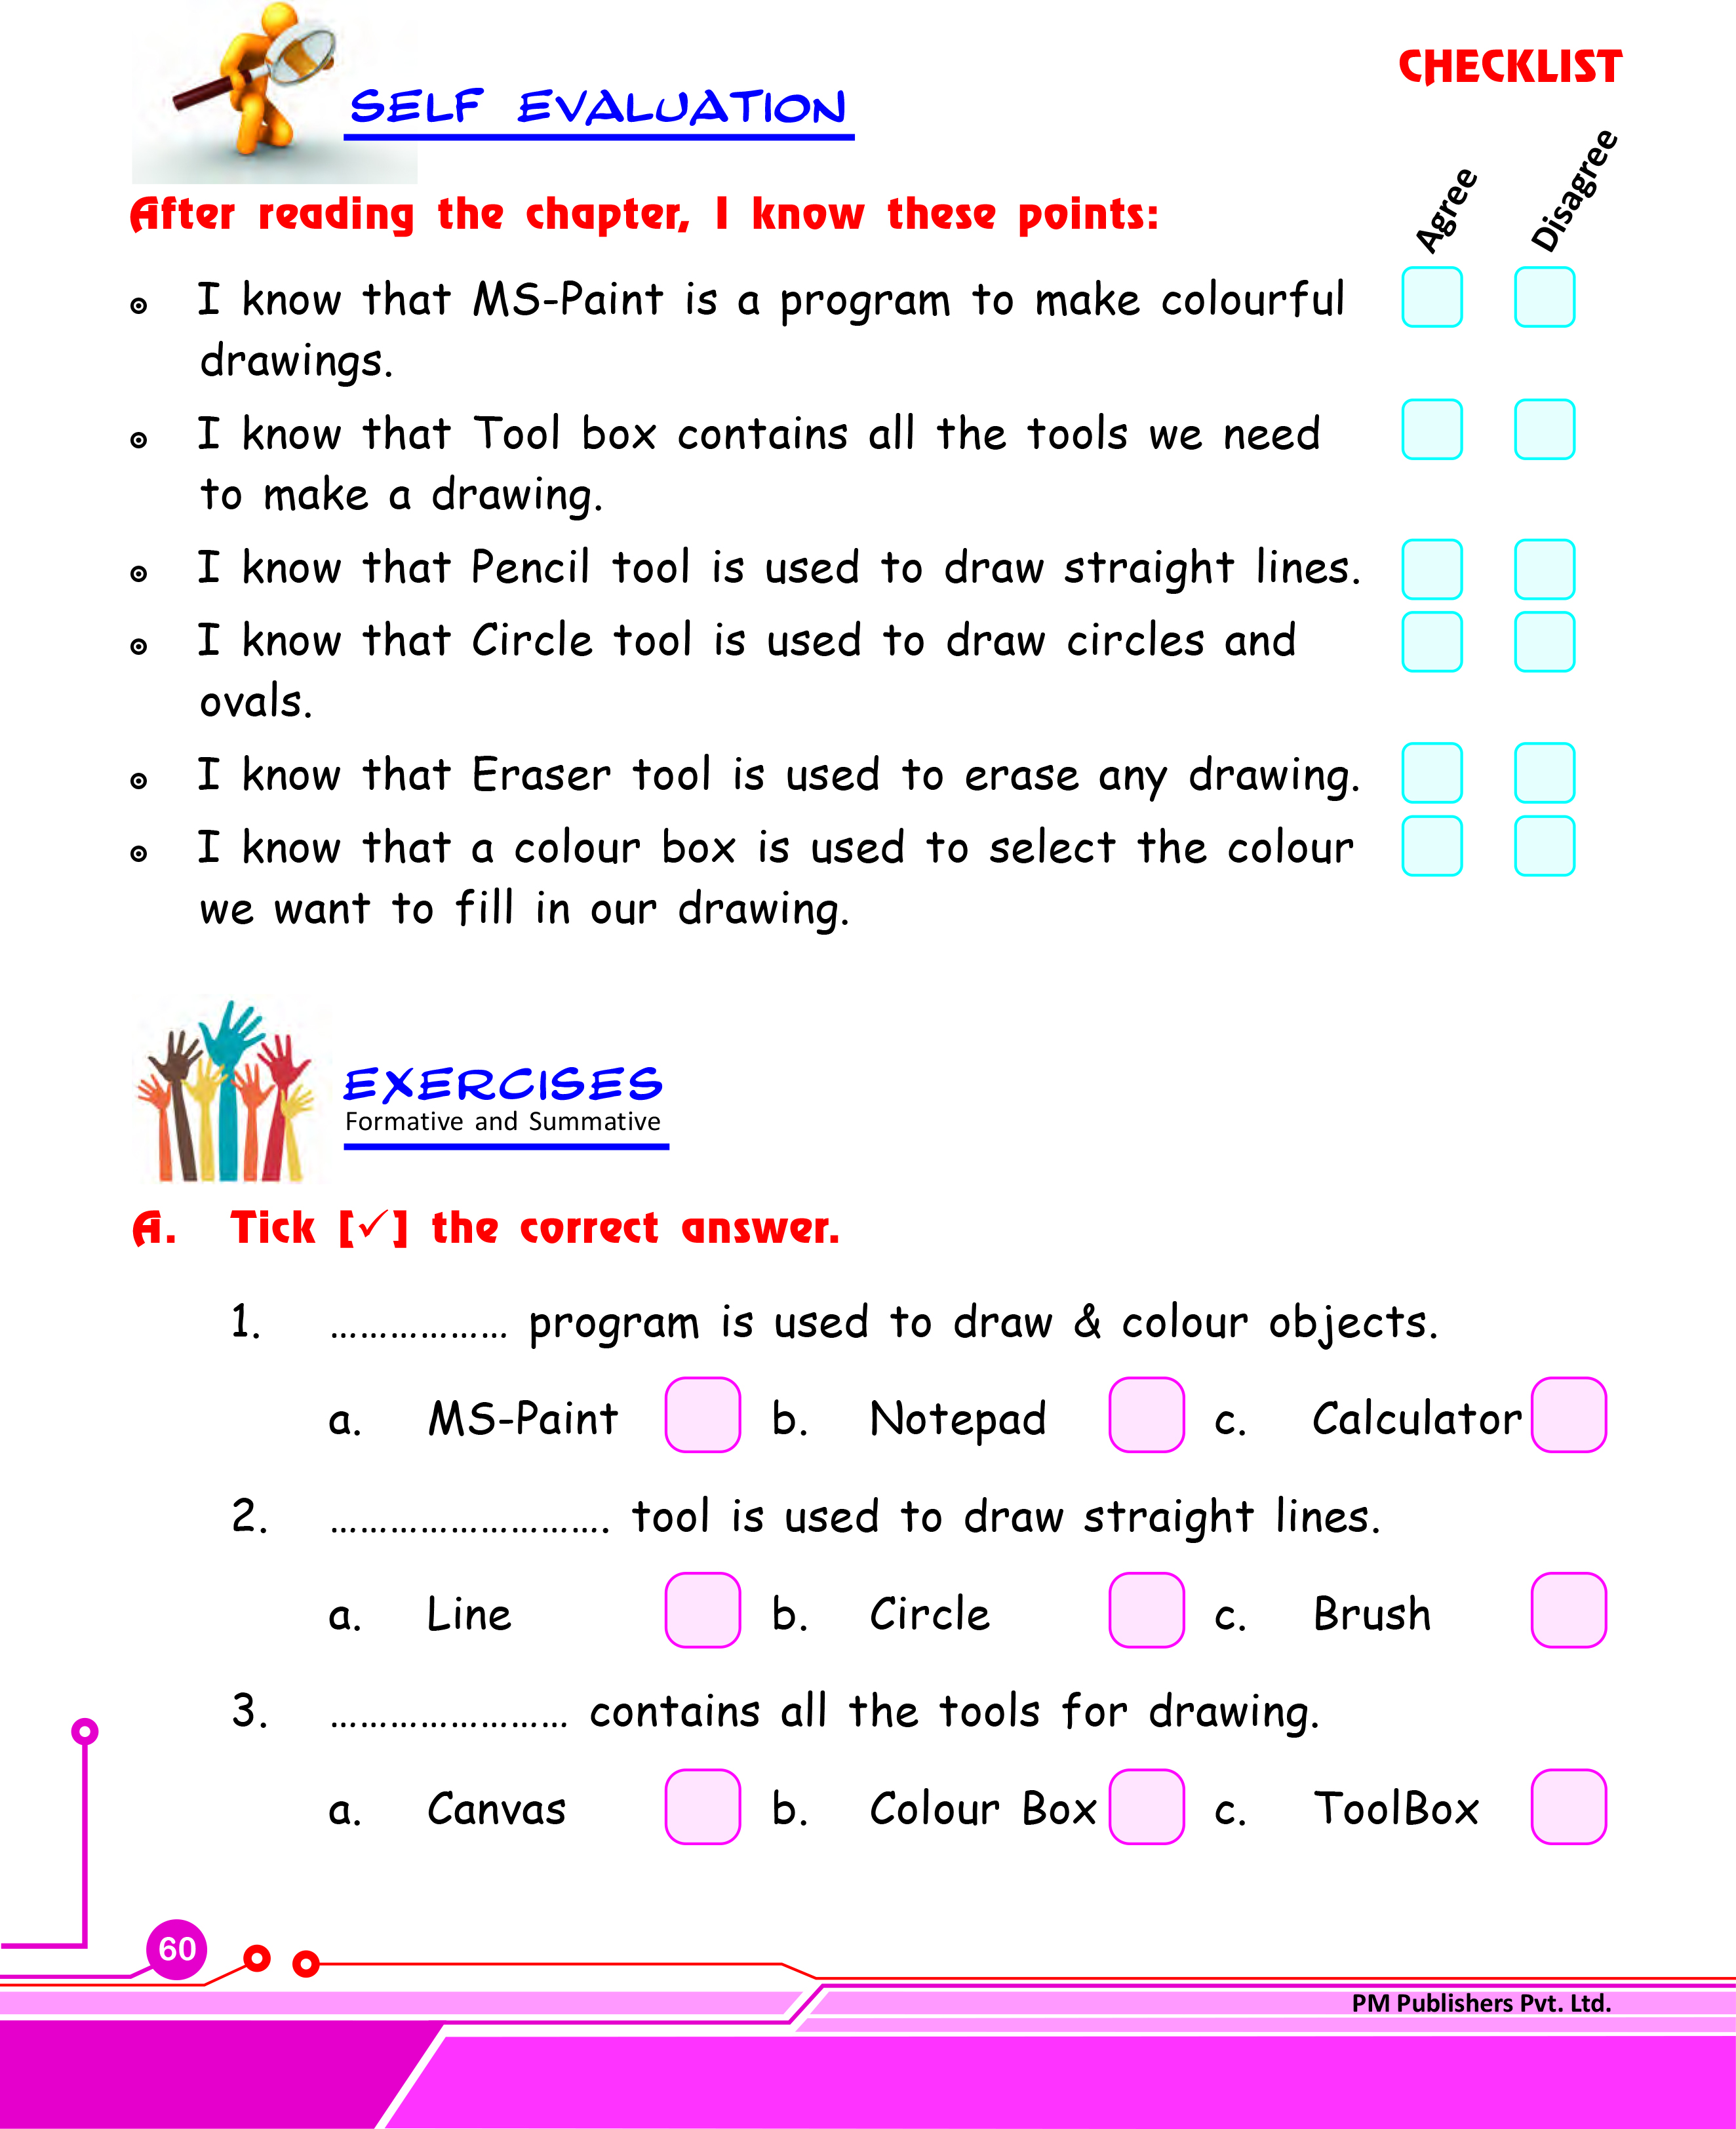 CHECKLIST
SELF EVALUATION
Agree
Disagree
After reading the chapter, I know these points:
I know that MS-Paint is a program to make colourful
drawings.
I know that Tool box contains all the tools we need
to make a drawing.
I know that Pencil tool is used to draw straight lines.
I know that Circle tool is used to draw circles and
ovals.
I know that Eraser tool is used to erase any drawing.
I know that a colour box is used to select the colour
we want to fill in our drawing.
EXERCISES
Formative and Summative
A. Tick [✓] the correct answer.
1. .................. program is used to draw & colour objects.
a. MS-Paint b. Notepad c. Calculator
2. ............................ tool is used to draw straight lines.
a. Line b. Circle c. Brush
3. ........................ contains all the tools for drawing.
a. Canvas b. Colour Box c. ToolBox
60
PM Publishers Pvt. Ltd.